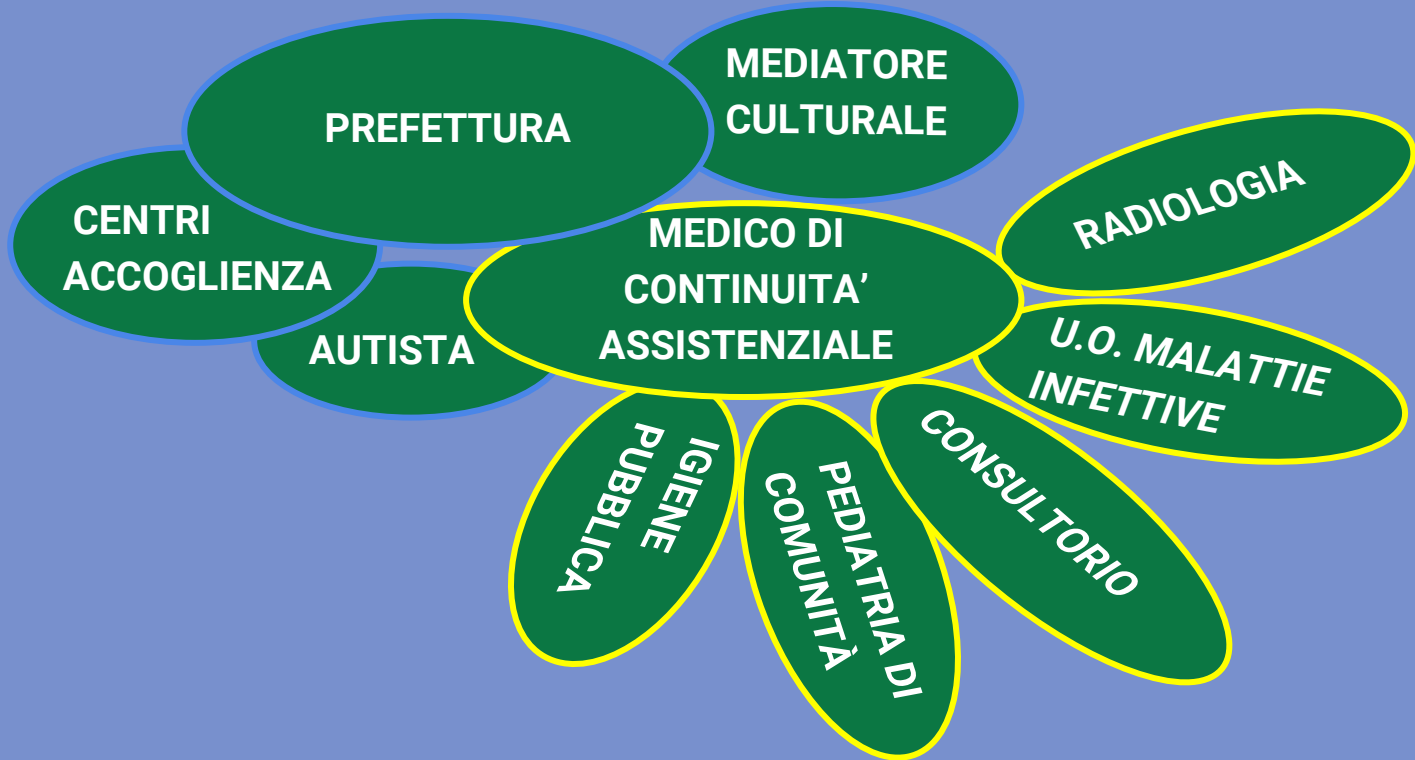 MEDIATORE
CULTURALE
PREFETTURA
RADIOLOGIA
CENTRI
ACCOGLIENZA
MEDICO DI
CONTINUITA’
ASSISTENZIALE
AUTISTA
U.O. MALATTIE
INFETTIVE
IGIENE
PUBBLICA
PEDIATRIA DI
COMUNITÀ
CONSULTORIO